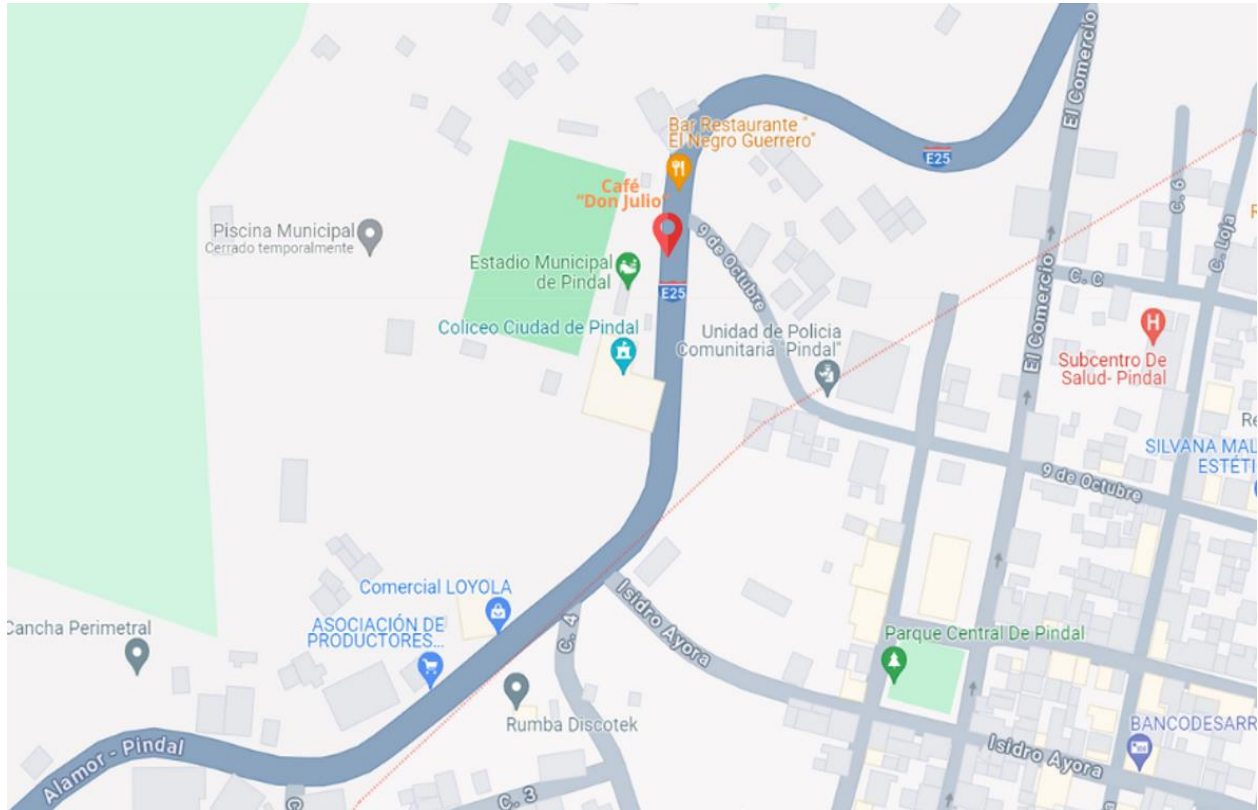 El Comercio
Bar Restaurante "
El Negro Guerrero"
E25
C. 6
Café
“Don Julio”
C. Loja
Piscina Municipal
Cerrado temporalmente
9 de Octubre
Estadio Municipal
de Pindal
E25
C. C
El Comercio
Coliceo Ciudad de Pindal
Unidad de Policia
Comunitaria "Pindal"
H
Subcentro De
Salud- Pindal
SILVANA MAL
ESTÉTI
9 de Octubre
Comercial LOYOLA
Isidro Ayora
ASOCIACIÓN DE
PRODUCTORES...
C. 4
Cancha Perimetral
Parque Central De Pindal
Rumba Discotek
BANCODESARR
Isidro Ayora
Alamor - Pindal
C. 3